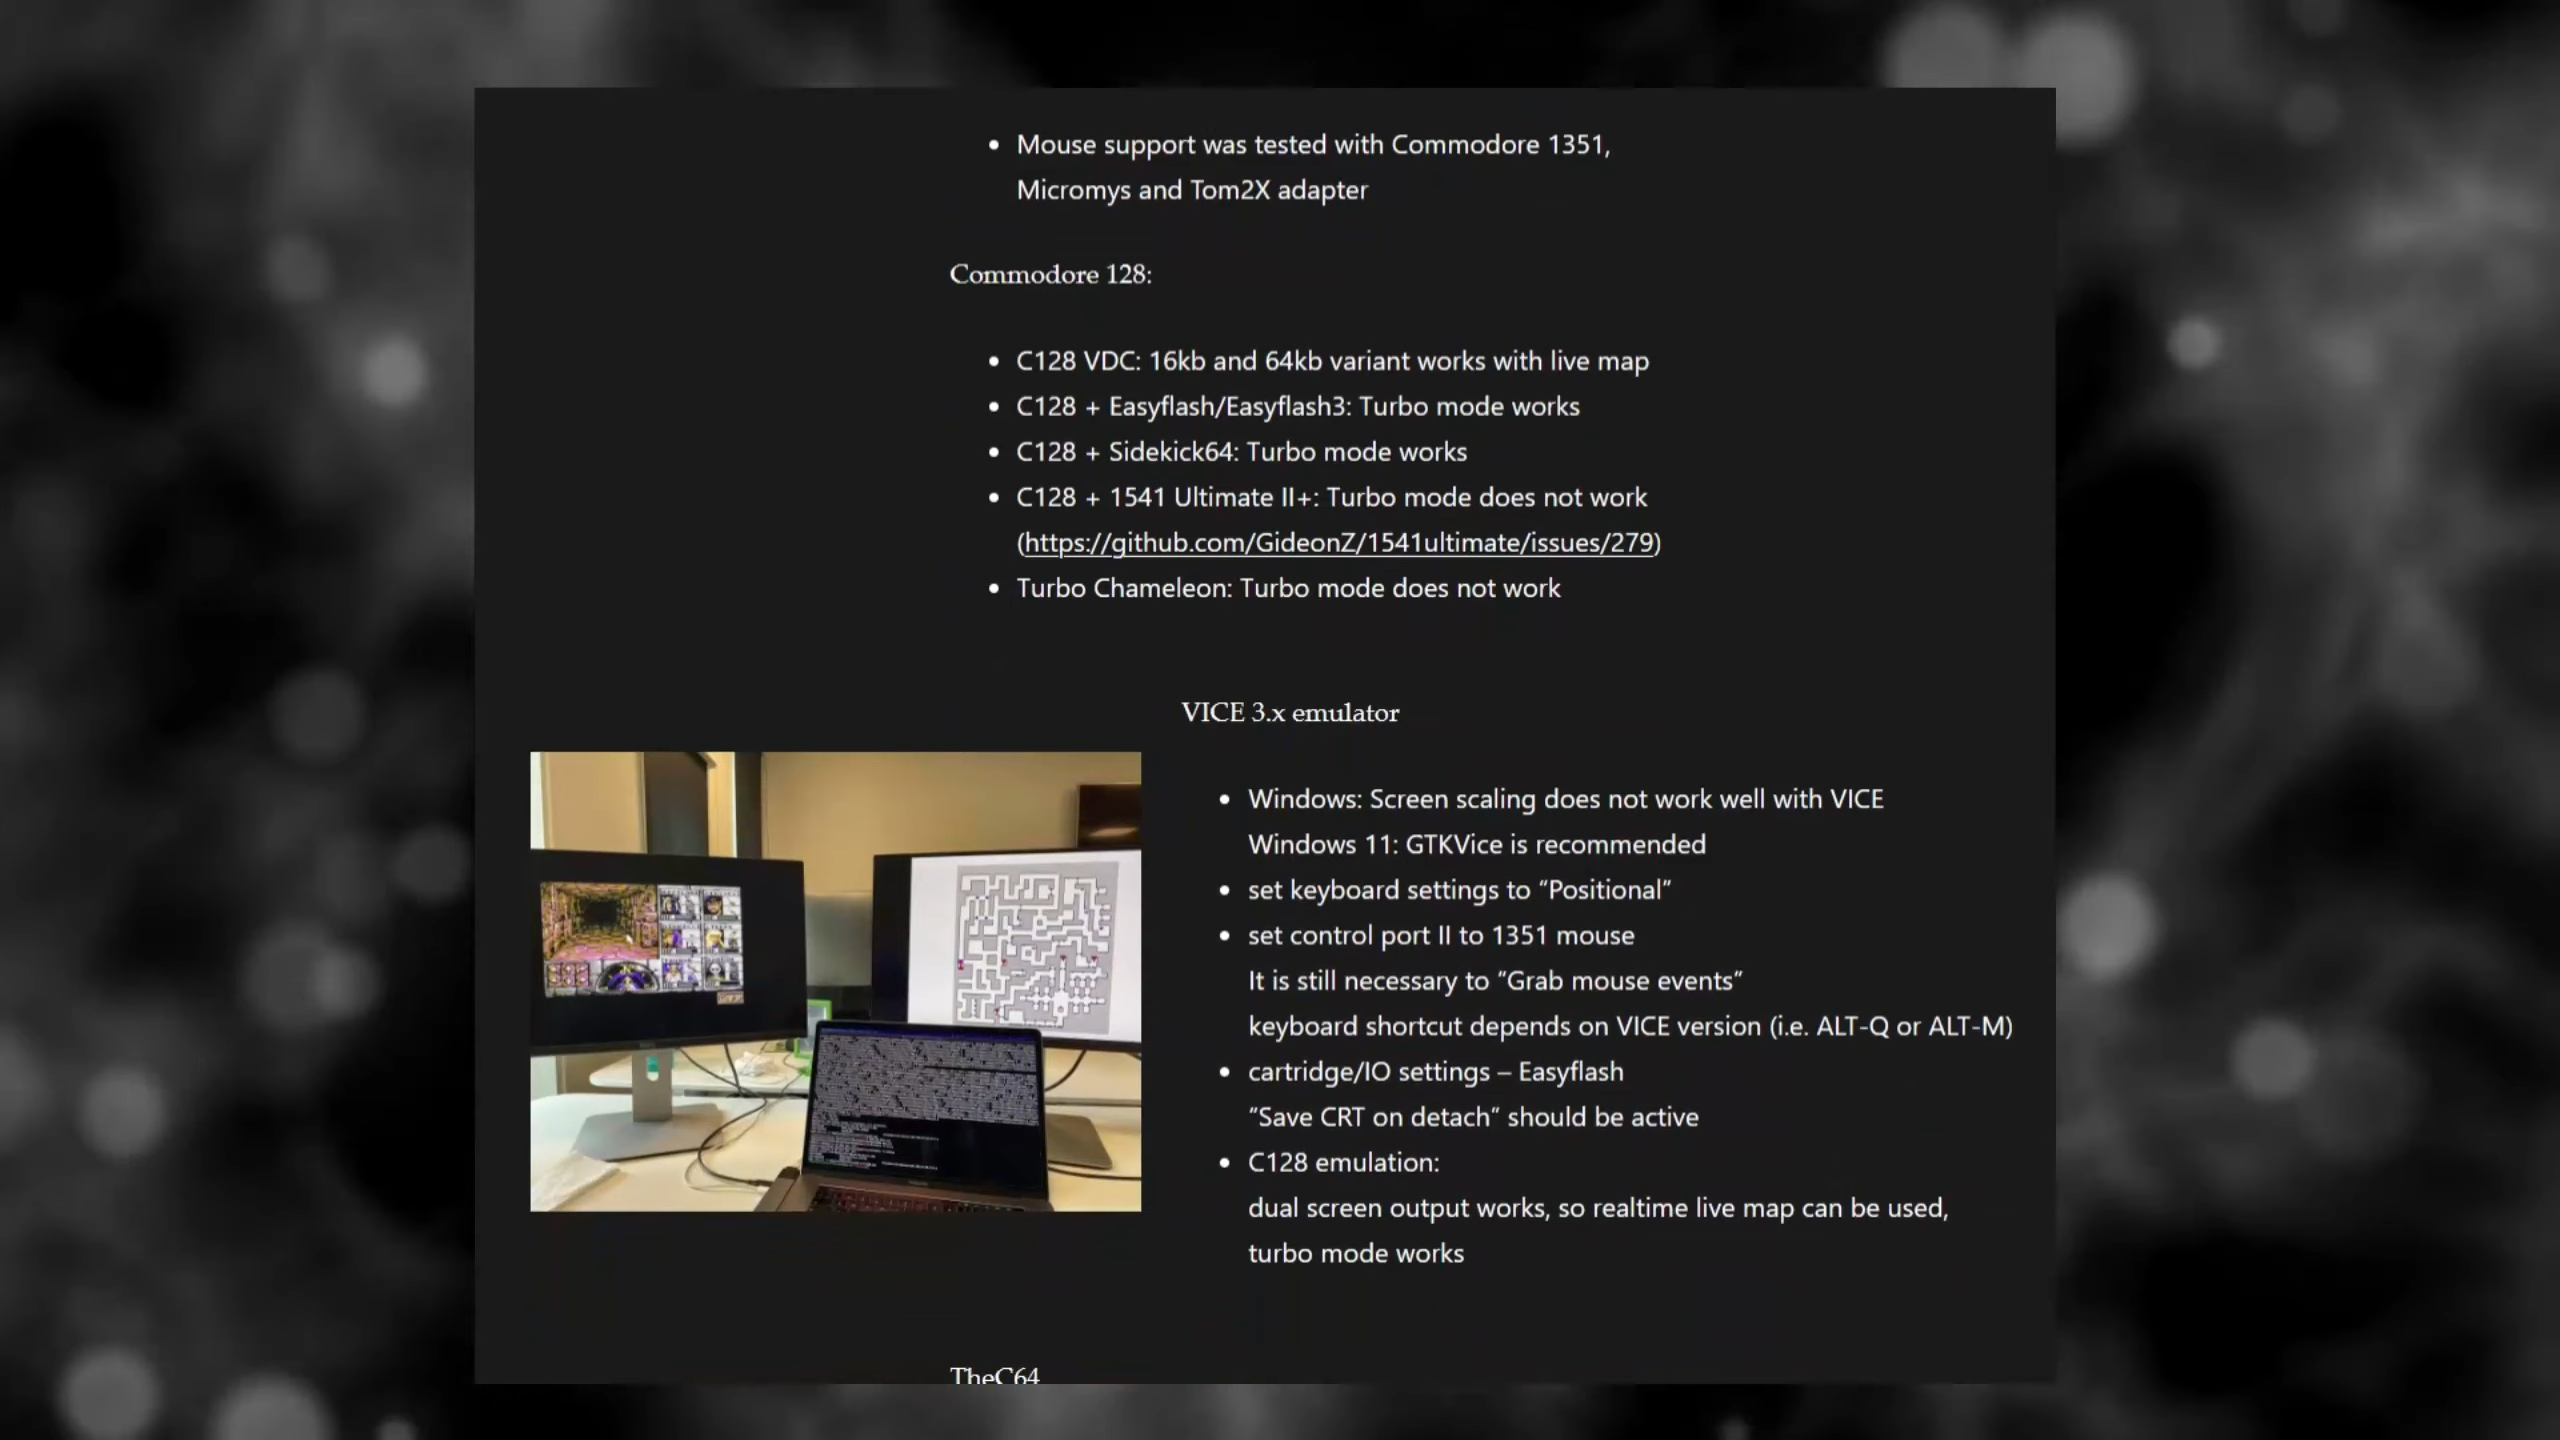 Mouse support was tested with Commodore 1351,
Micromys and Tom2X adapter
Commodore 128:
C128 VDC: 16kb and 64kb variant works with live map
C128 + Easyflash/Easyflash3: Turbo mode works
C128 + Sidekick64: Turbo mode works
C128 + 1541 Ultimate II+: Turbo mode does not work
(https://github.com/GideonZ/1541ultimate/issues/279)
Turbo Chameleon: Turbo mode does not work
VICE 3.x emulator
Windows: Screen scaling does not work well with VICE
Windows 11: GTKVice is recommended
set keyboard settings to “Positional”
set control port II to 1351 mouse
It is still necessary to “Grab mouse events”
keyboard shortcut depends on VICE version (i.e. ALT-Q or ALT-M)
cartridge/IO settings – Easyflash
“Save CRT on detach” should be active
C128 emulation:
dual screen output works, so realtime live map can be used,
turbo mode works
TheC64